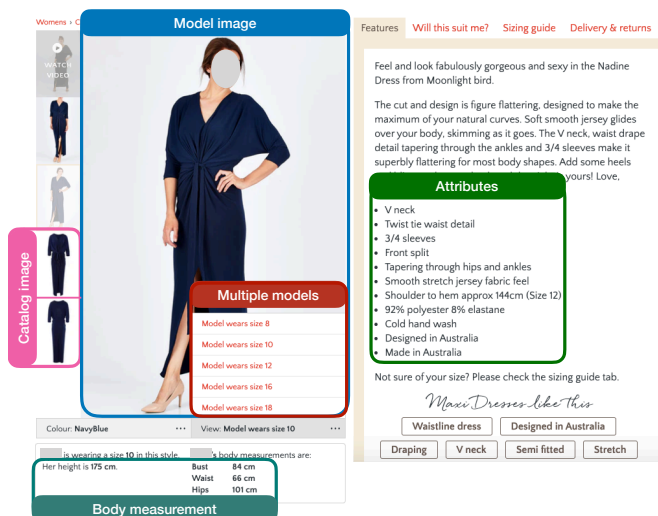 Womens › C
Model image
WATCH
VIDEO
Catalog image
Multiple models
Model wears size 8
Model wears size 10
Model wears size 12
Model wears size 16
Model wears size 18
Colour: NavyBlue ...
View: Model wears size 10 ...
is wearing a size 10 in this style.
Her height is 175 cm.
's body measurements are:
Bust 84 cm
Waist 66 cm
Hips 101 cm
Body measurement
Features Will this suit me? Sizing guide Delivery & returns
Feel and look fabulously gorgeous and sexy in the Nadine
Dress from Moonlight bird.
The cut and design is figure flattering, designed to make the
maximum of your natural curves. Soft smooth jersey glides
over your body, skimming as it goes. The V neck, waist drape
detail tapering through the ankles and 3/4 sleeves make it
superbly flattering for most body shapes. Add some heels
yours! Love,
Attributes
• V neck
• Twist tie waist detail
• 3/4 sleeves
• Front split
• Tapering through hips and ankles
• Smooth stretch jersey fabric feel
• Shoulder to hem approx 144cm (Size 12)
• 92% polyester 8% elastane
• Cold hand wash
• Designed in Australia
• Made in Australia
Not sure of your size? Please check the sizing guide tab.
Maxi Dresses like this
Waistline dress Designed in Australia
Draping V neck Semi fitted Stretch